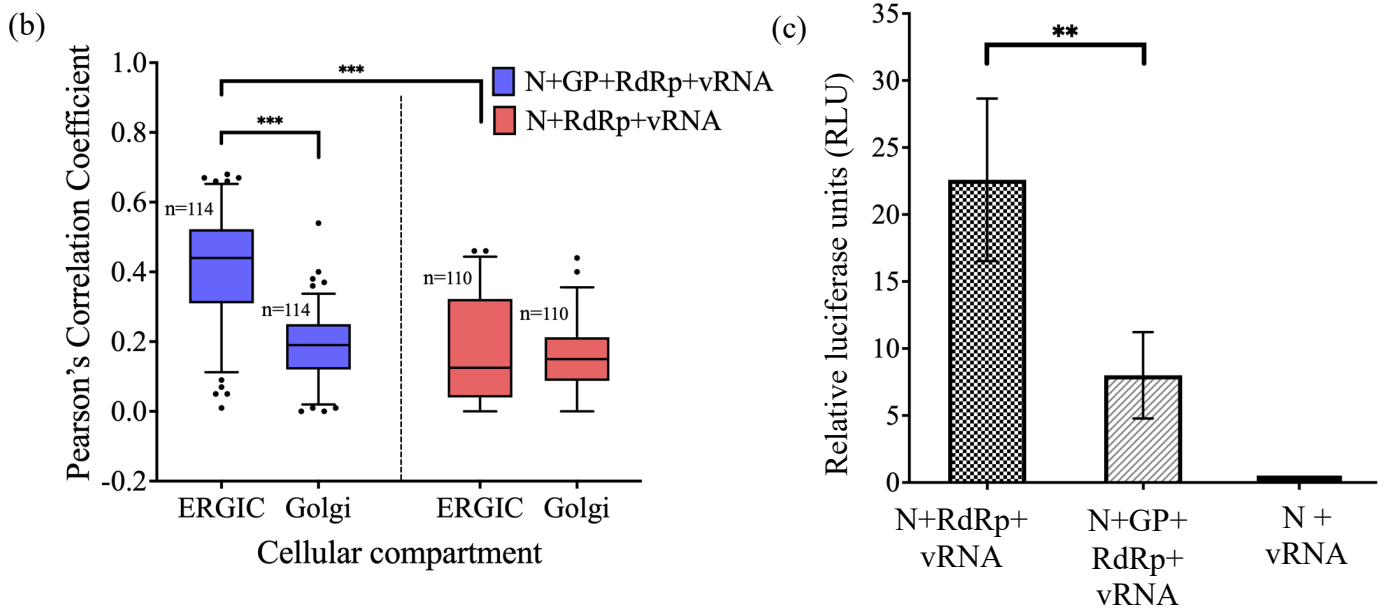 (b)
Pearson's Correlation Coefficient
1.0
0.8
0.6
0.4
0.2
0.0
-0.2
***
***
N+GP+RdRp+vRNA
N+RdRp+vRNA
n=114
n=114
n=110
n=110
ERGIC Golgi ERGIC Golgi
Cellular compartment
(c)
Relative luciferase units (RLU)
35
30
25
20
15
10
5
0
**
N+RdRp+
vRNA
N+GP+
RdRp+
vRNA
N +
vRNA